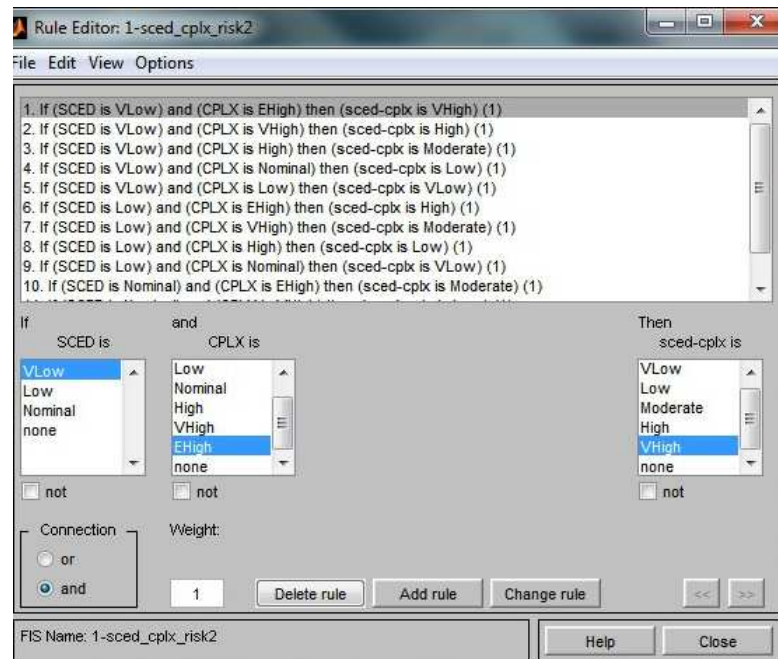 Rule Editor: 1-sced_cplx_risk2
File Edit View Options
1. If (SCED is VLow) and (CPLX is EHigh) then (sced-cplx is VHigh) (1)
2. If (SCED is VLow) and (CPLX is VHigh) then (sced-cplx is High) (1)
3. If (SCED is VLow) and (CPLX is High) then (sced-cplx is Moderate) (1)
4. If (SCED is VLow) and (CPLX is Nominal) then (sced-cplx is Low) (1)
5. If (SCED is VLow) and (CPLX is Low) then (sced-cplx is VLow) (1)
6. If (SCED is Low) and (CPLX is EHigh) then (sced-cplx is High) (1)
7. If (SCED is Low) and (CPLX is VHigh) then (sced-cplx is Moderate) (1)
8. If (SCED is Low) and (CPLX is High) then (sced-cplx is Low) (1)
9. If (SCED is Low) and (CPLX is Nominal) then (sced-cplx is VLow) (1)
10. If (SCED is Nominal) and (CPLX is EHigh) then (sced-cplx is Moderate) (1)
If and Then
SCED is CPLX is sced-cplx is
VLow Low VLow
Low Nominal Low
Nominal High Moderate
none VHigh High
EHigh VHigh
none none
not not not
Connection Weight:
or
and 1 Delete rule Add rule Change rule << >>
FIS Name: 1-sced_cplx_risk2 Help Close